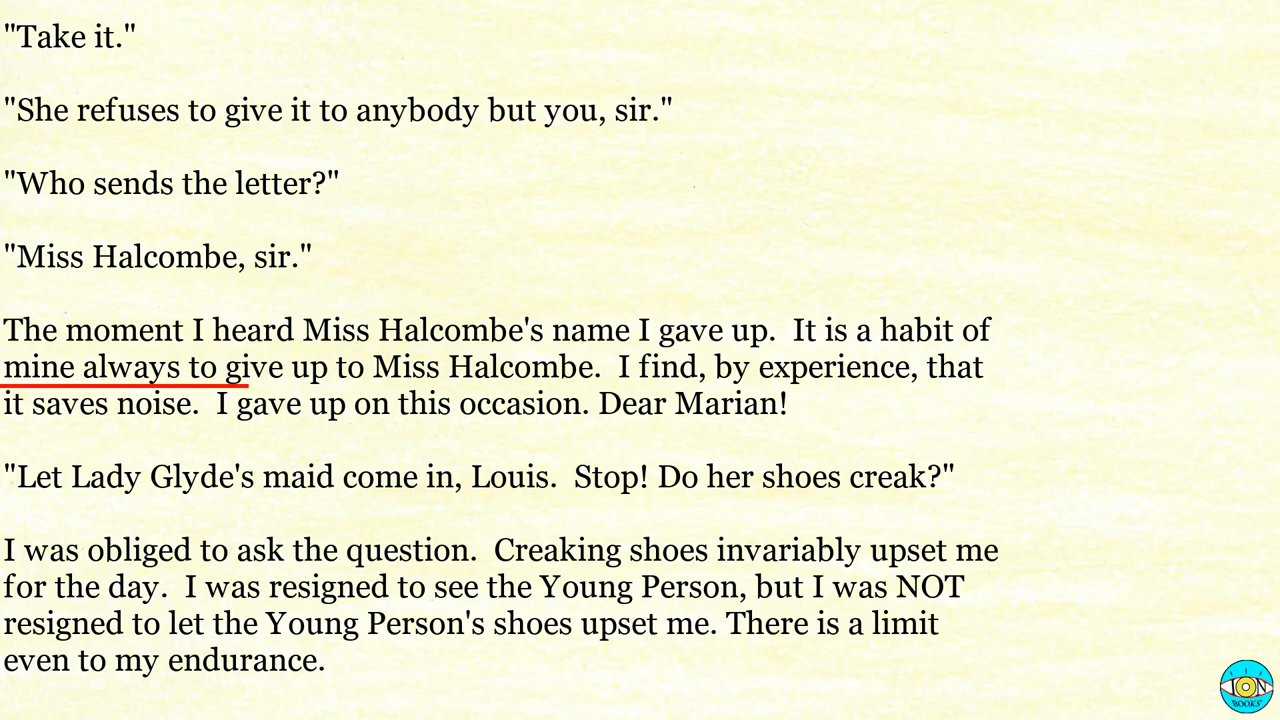 "Take it."
"She refuses to give it to anybody but you, sir."
"Who sends the letter?"
"Miss Halcombe, sir."
The moment I heard Miss Halcombe's name I gave up.  It is a habit of
mine always to give up to Miss Halcombe.  I find, by experience, that
it saves noise.  I gave up on this occasion. Dear Marian!
"Let Lady Glyde's maid come in, Louis.  Stop! Do her shoes creak?"
I was obliged to ask the question.  Creaking shoes invariably upset me
for the day.  I was resigned to see the Young Person, but I was NOT
resigned to let the Young Person's shoes upset me. There is a limit
even to my endurance.
ION
BOOKS